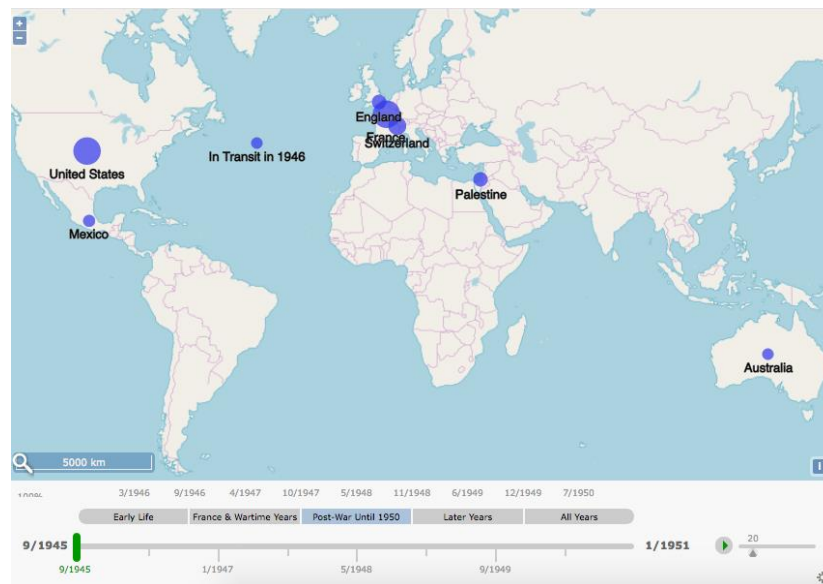 +
−
England
France
Switzerland
United States
In Transit in 1946
Palestine
Mexico
Australia
5000 km
100%
3/1946 9/1946 4/1947 10/1947 5/1948 11/1948 6/1949 12/1949 7/1950
Early Life France & Wartime Years Post-War Until 1950 Later Years All Years
9/1945 1/1951 20
9/1945 1/1947 5/1948 9/1949